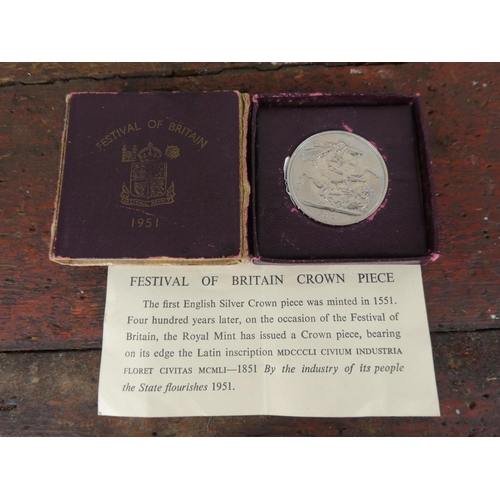 FESTIVAL OF BRITAIN
1951
FESTIVAL OF BRITAIN CROWN PIECE
The first English Silver Crown piece was minted in 1551.
Four hundred years later, on the occasion of the Festival of
Britain, the Royal Mint has issued a Crown piece, bearing
on its edge the Latin inscription MDCCCLI CIVIUM INDUSTRIA
FLORET CIVITAS MCMLI—1851 By the industry of its people
the State flourishes 1951.